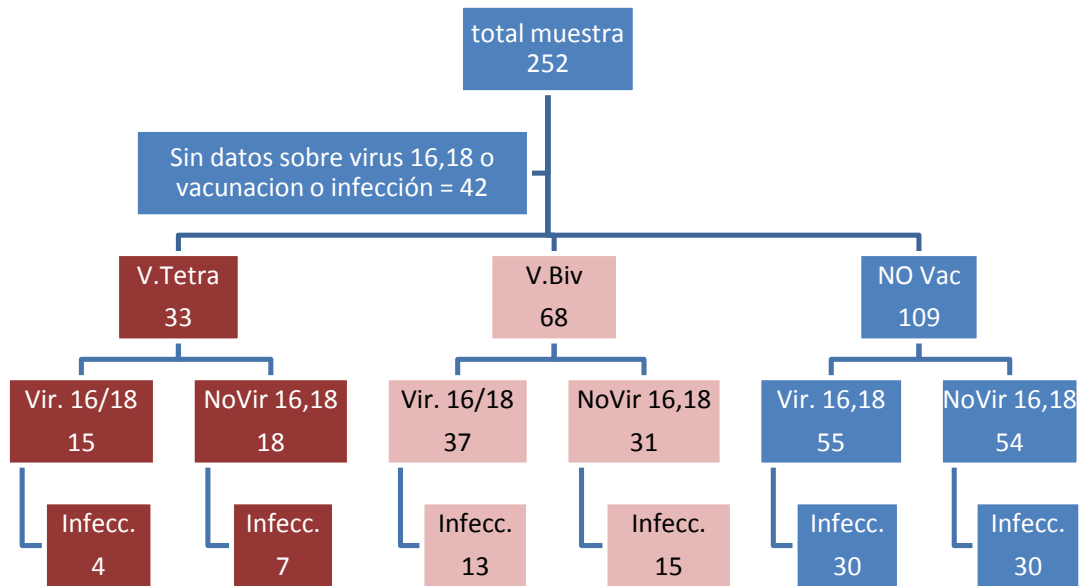 total muestra
252
Sin datos sobre virus 16,18 o
vacunacion o infección = 42
V.Tetra
33
V.Biv
68
NO Vac
109
Vir. 16/18
15
NoVir 16,18
18
Vir. 16/18
37
NoVir 16,18
31
Vir. 16,18
55
NoVir 16,18
54
Infecc.
4
Infecc.
7
Infecc.
13
Infecc.
15
Infecc.
30
Infecc.
30